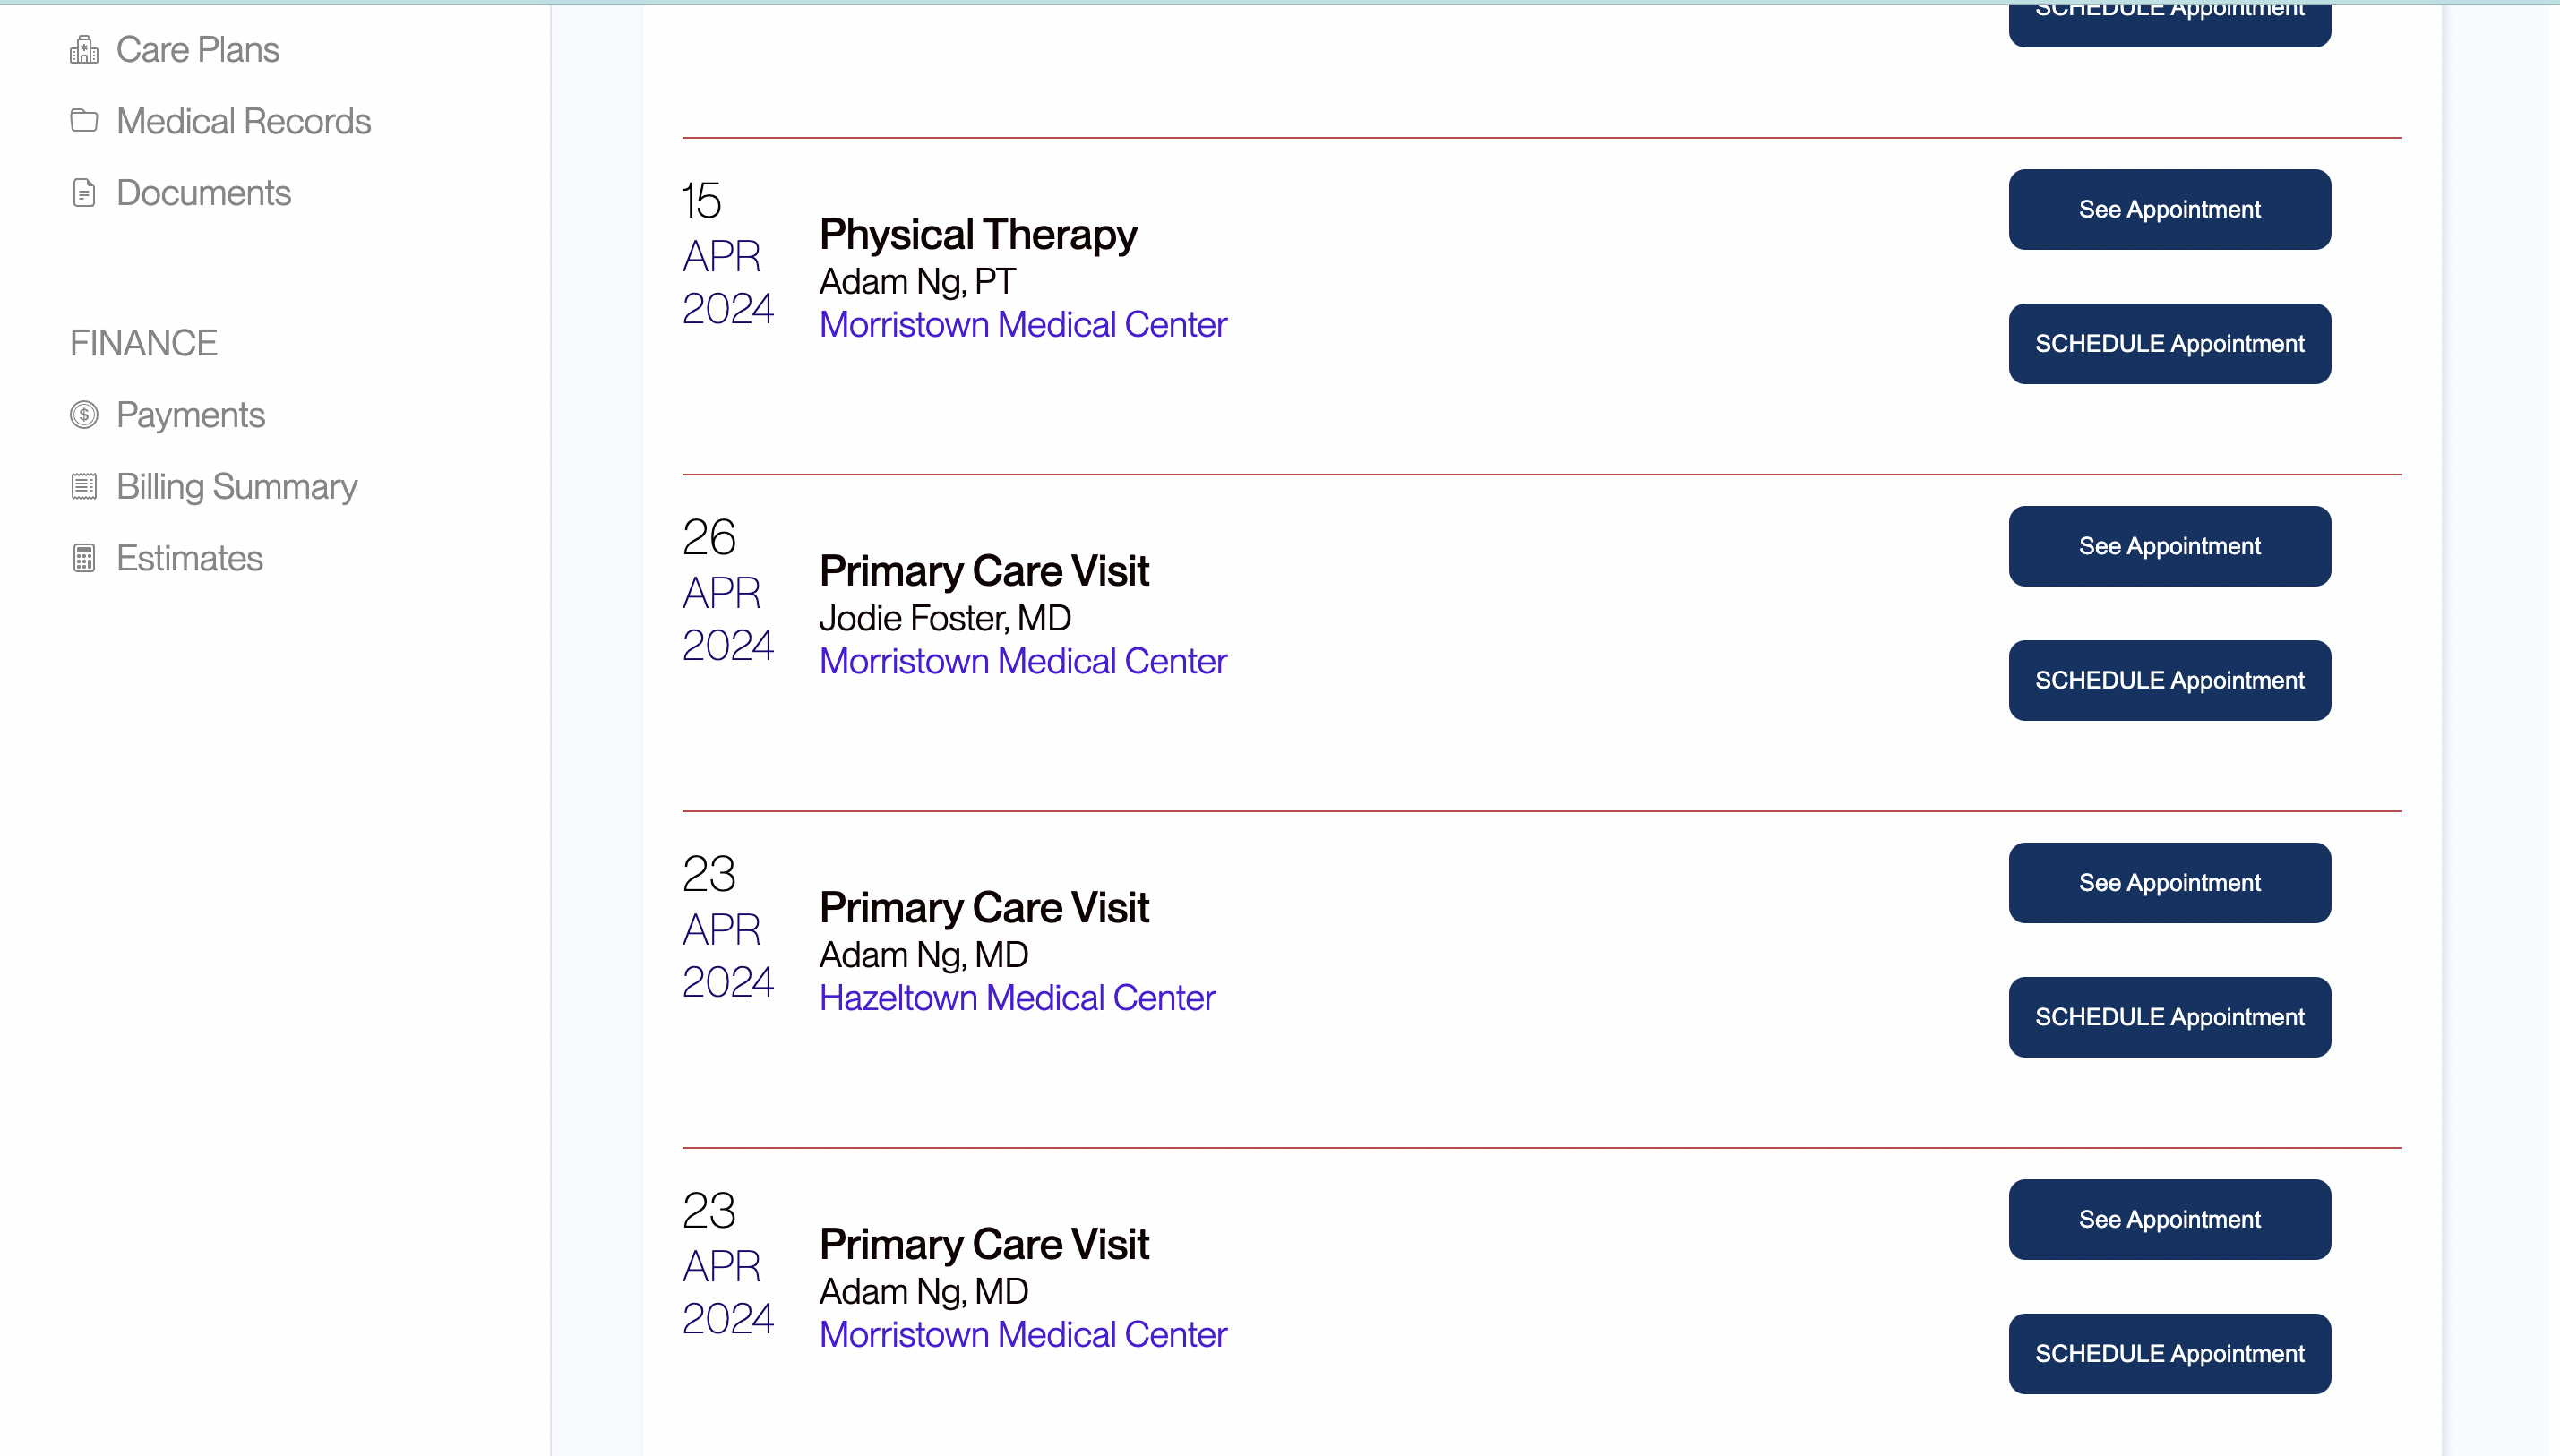 Care Plans
Medical Records
Documents
FINANCE
Payments
Billing Summary
Estimates
SCHEDULE Appointment
15
APR
2024
Physical Therapy
Adam Ng, PT
Morristown Medical Center
See Appointment
SCHEDULE Appointment
26
APR
2024
Primary Care Visit
Jodie Foster, MD
Morristown Medical Center
See Appointment
SCHEDULE Appointment
23
APR
2024
Primary Care Visit
Adam Ng, MD
Hazeltown Medical Center
See Appointment
SCHEDULE Appointment
23
APR
2024
Primary Care Visit
Adam Ng, MD
Morristown Medical Center
See Appointment
SCHEDULE Appointment